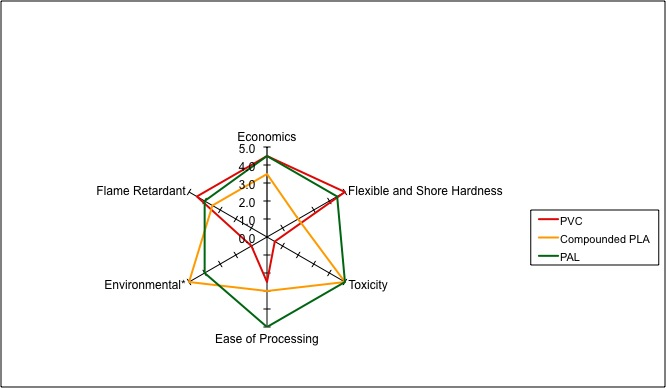 Economics
5.0
4.0
3.0
2.0
1.0
0.0
Flame Retardant
Flexible and Shore Hardness
Environmental*
Toxicity
Ease of Processing
PVC
Compounded PLA
PAL